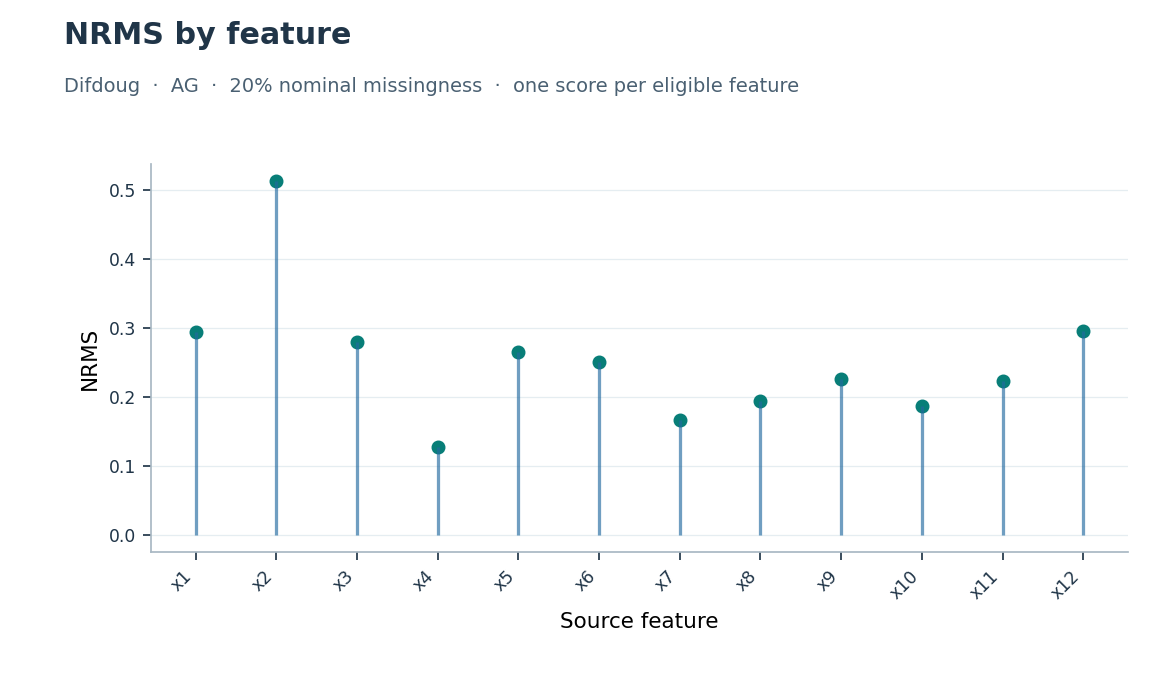 NRMS by feature
Difdoug · AG · 20% nominal missingness · one score per eligible feature
NRMS
0.5
0.4
0.3
0.2
0.1
0.0
x1 x2 x3 x4 x5 x6 x7 x8 x9 x10 x11 x12
Source feature